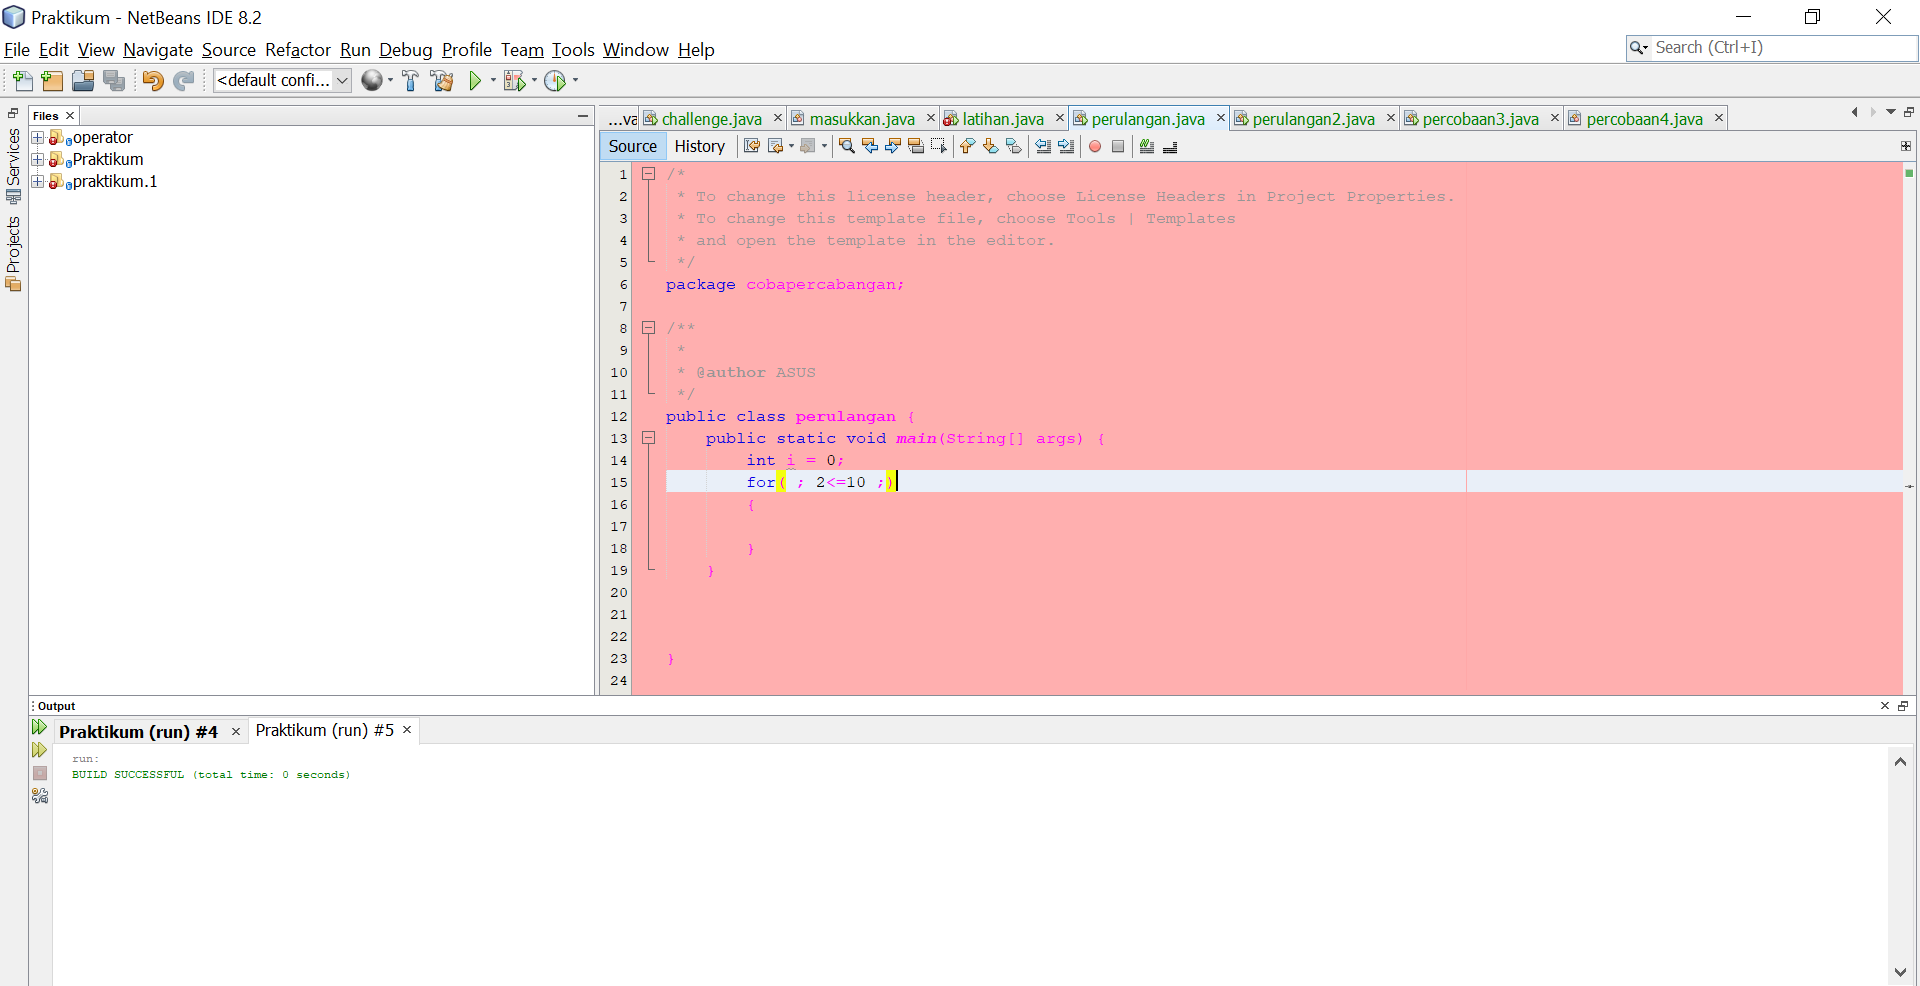 Praktikum - NetBeans IDE 8.2
File Edit View Navigate Source Refactor Run Debug Profile Team Tools Window Help
Search (Ctrl+I)
<default confi...
Services
Projects
Files
operator
Praktikum
praktikum.1
...va challenge.java masukkan.java latihan.java perulangan.java perulangan2.java percobaan3.java percobaan4.java
Source History
1 /*
2 * To change this license header, choose License Headers in Project Properties.
3 * To change this template file, choose Tools | Templates
4 * and open the template in the editor.
5 */
6 package cobapercabangan;
7
8 /**
9 *
10 * @author ASUS
11 */
12 public class perulangan {
13 public static void main(String[] args) {
14 int i = 0;
15 for( ; 2<=10 ;)
16 {
17
18 }
19 }
20
21
22
23 }
24
Output
Praktikum (run) #4 Praktikum (run) #5
run:
BUILD SUCCESSFUL (total time: 0 seconds)